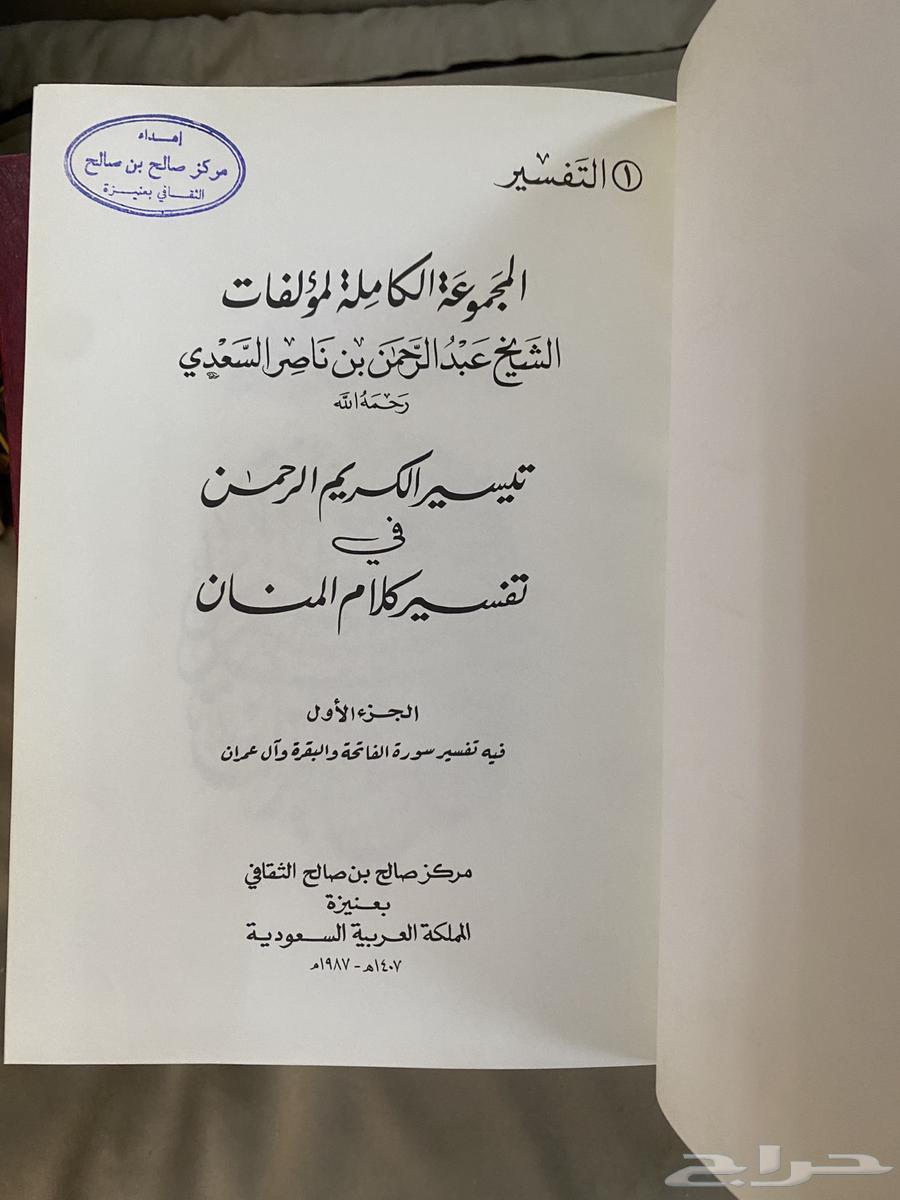 إهداء
مركز صالح بن صالح
الثقافي بعنيزة
١ التفسير
المجموعة الكاملة لمؤلفات
الشيخ عبد الرحمن بن ناصر السعدي
رحمه الله
تيسير الكريم الرحمن
في
تفسير كلام المنان
الجزء الأول
فيه تفسير سورة الفاتحة والبقرة وآل عمران
مركز صالح بن صالح الثقافي
بعنيزة
المملكة العربية السعودية
١٤٠٧هـ - ١٩٨٧م
حراج